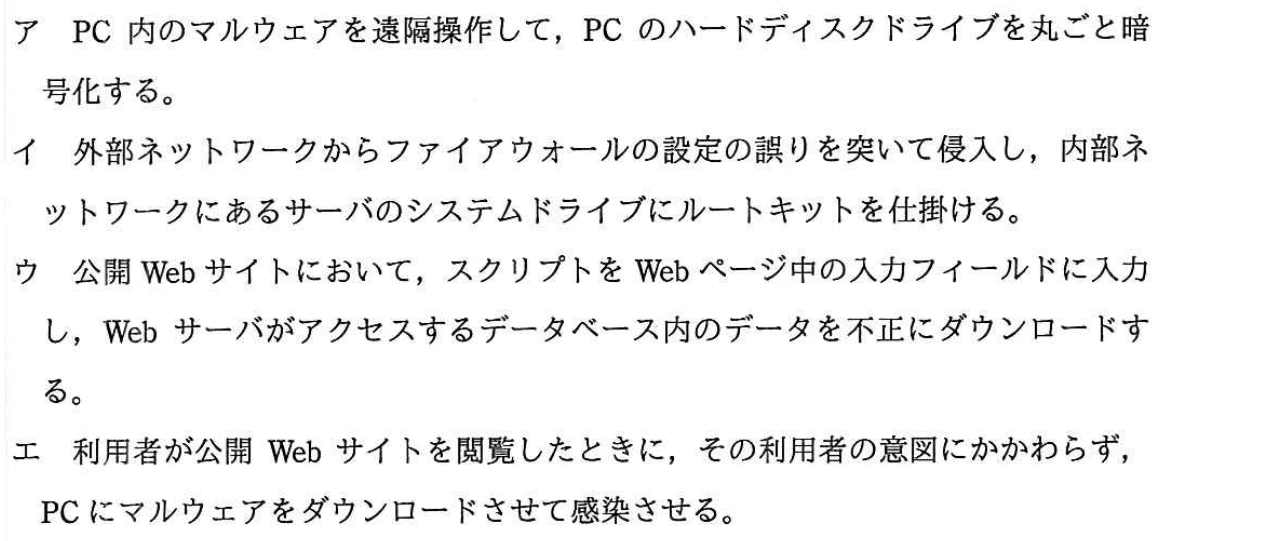 ア　PC 内のマルウェアを遠隔操作して，PC のハードディスクドライブを丸ごと暗
号化する。
イ　外部ネットワークからファイアウォールの設定の誤りを突いて侵入し，内部ネ
ットワークにあるサーバのシステムドライブにルートキットを仕掛ける。
ウ　公開 Web サイトにおいて，スクリプトを Web ページ中の入力フィールドに入力
し，Web サーバがアクセスするデータベース内のデータを不正にダウンロードす
る。
エ　利用者が公開 Web サイトを閲覧したときに，その利用者の意図にかかわらず，
PC にマルウェアをダウンロードさせて感染させる。